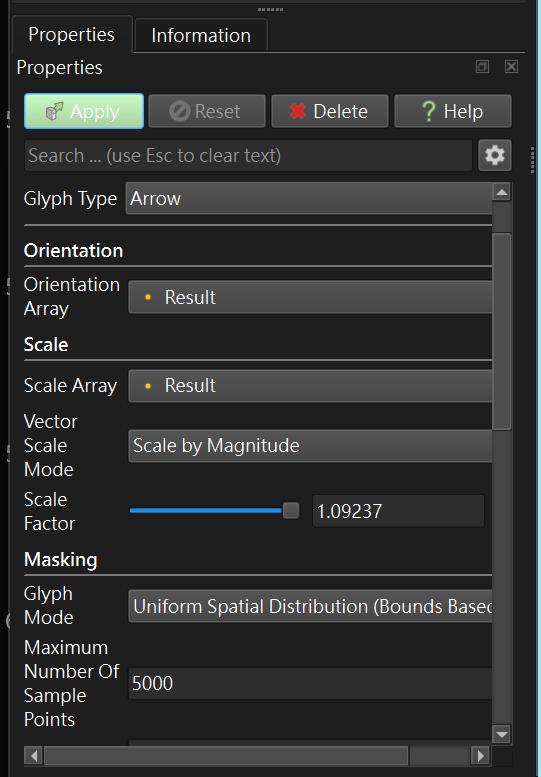 Properties
Information
Properties
Apply
Reset
Delete
? Help
Search ... (use Esc to clear text)
Glyph Type
Arrow
Orientation
Orientation
Array
Result
Scale
Scale Array
Result
Vector
Scale
Mode
Scale by Magnitude
Scale
Factor
1.09237
Masking
Glyph
Mode
Uniform Spatial Distribution (Bounds Based
Maximum
Number Of
Sample
Points
5000